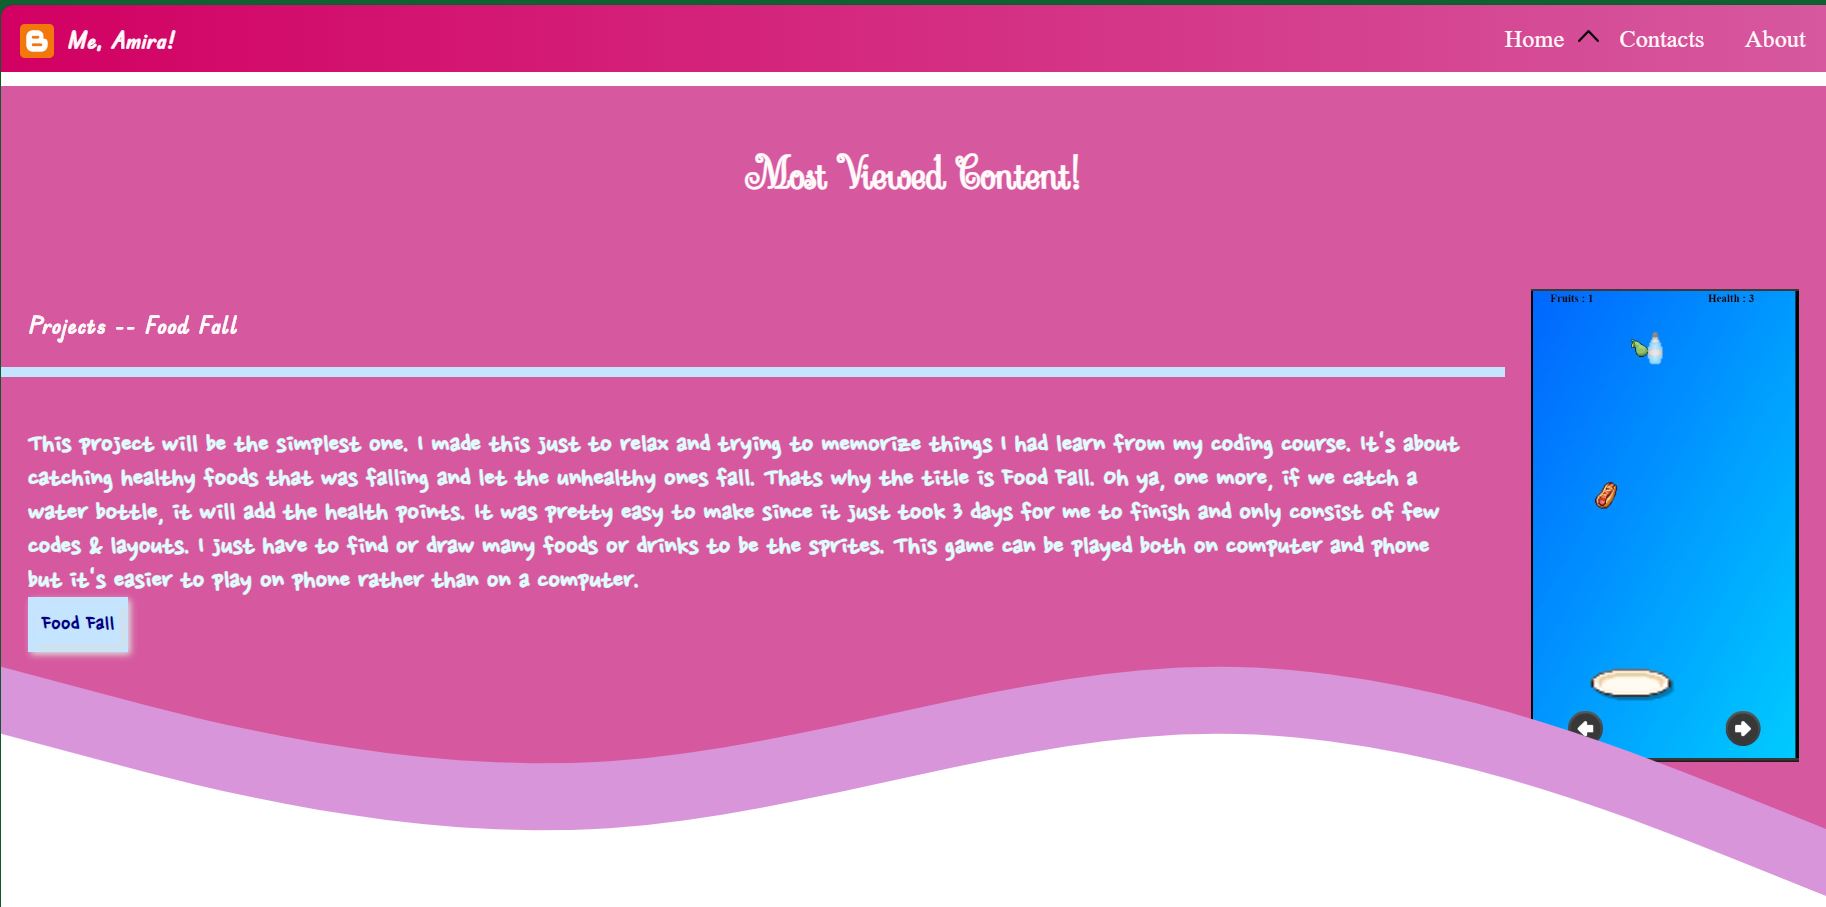 Me, Amira!
Home Contacts About
Most Viewed Content!
Projects -- Food Fall
This project will be the simplest one. I made this just to relax and trying to memorize things I had learn from my coding course. It's about
catching healthy foods that was falling and let the unhealthy ones fall. Thats why the title is Food Fall. Oh ya, one more, if we catch a
water bottle, it will add the health points. It was pretty easy to make since it just took 3 days for me to finish and only consist of few
codes & layouts. I just have to find or draw many foods or drinks to be the sprites. This game can be played both on computer and phone
but it's easier to play on phone rather than on a computer.
Food Fall
Fruits : 1 Health : 3